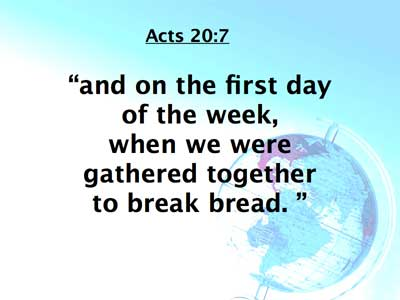 Acts 20:7
“and on the first day
of the week,
when we were
gathered together
to break bread. ”